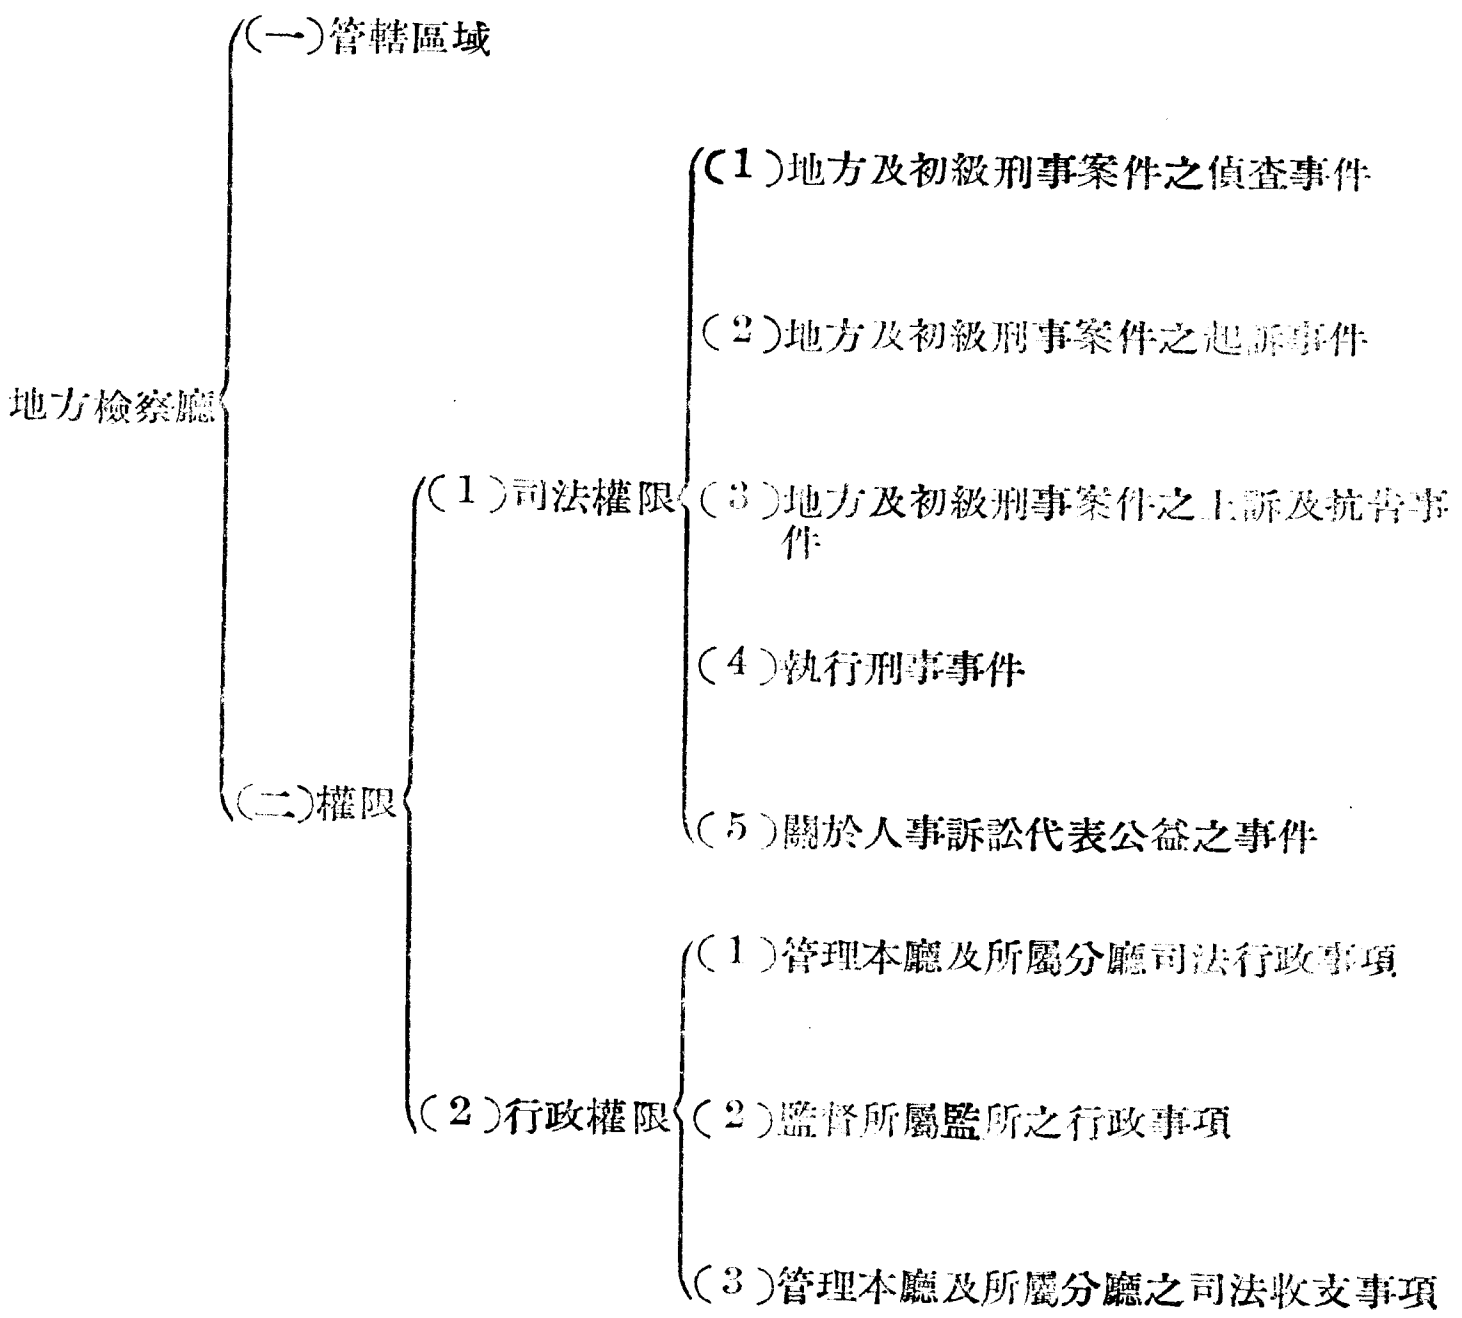 地方檢察廳
(一)管轄區域
(二)權限
(1)司法權限
(1)地方及初級刑事案件之偵查事件
(2)地方及初級刑事案件之起訴事件
(3)地方及初級刑事案件之上訴及抗告事
件
(4)執行刑事事件
(5)關於人事訴訟代表公益之事件
(2)行政權限
(1)管理本廳及所屬分廳司法行政事項
(2)監督所屬監所之行政事項
(3)管理本廳及所屬分廳之司法收支事項